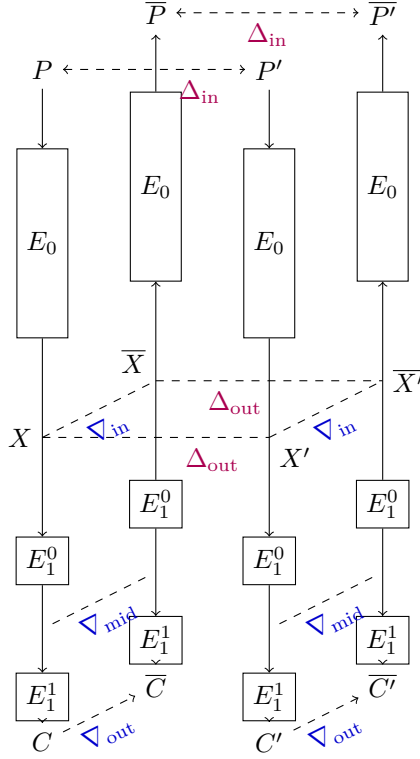 P̅ P̅'̅
Δin
P P'
Δin
E0 E0
E0 E0
X̅ X̅'̅
Δout
X ∇in ∇in
Δout X'
E1^0 E1^0
E1^0 E1^0
∇mid ∇mid
E1^1 E1^1
E1^1 E1^1
C̅ C̅'̅
C ∇out C' ∇out